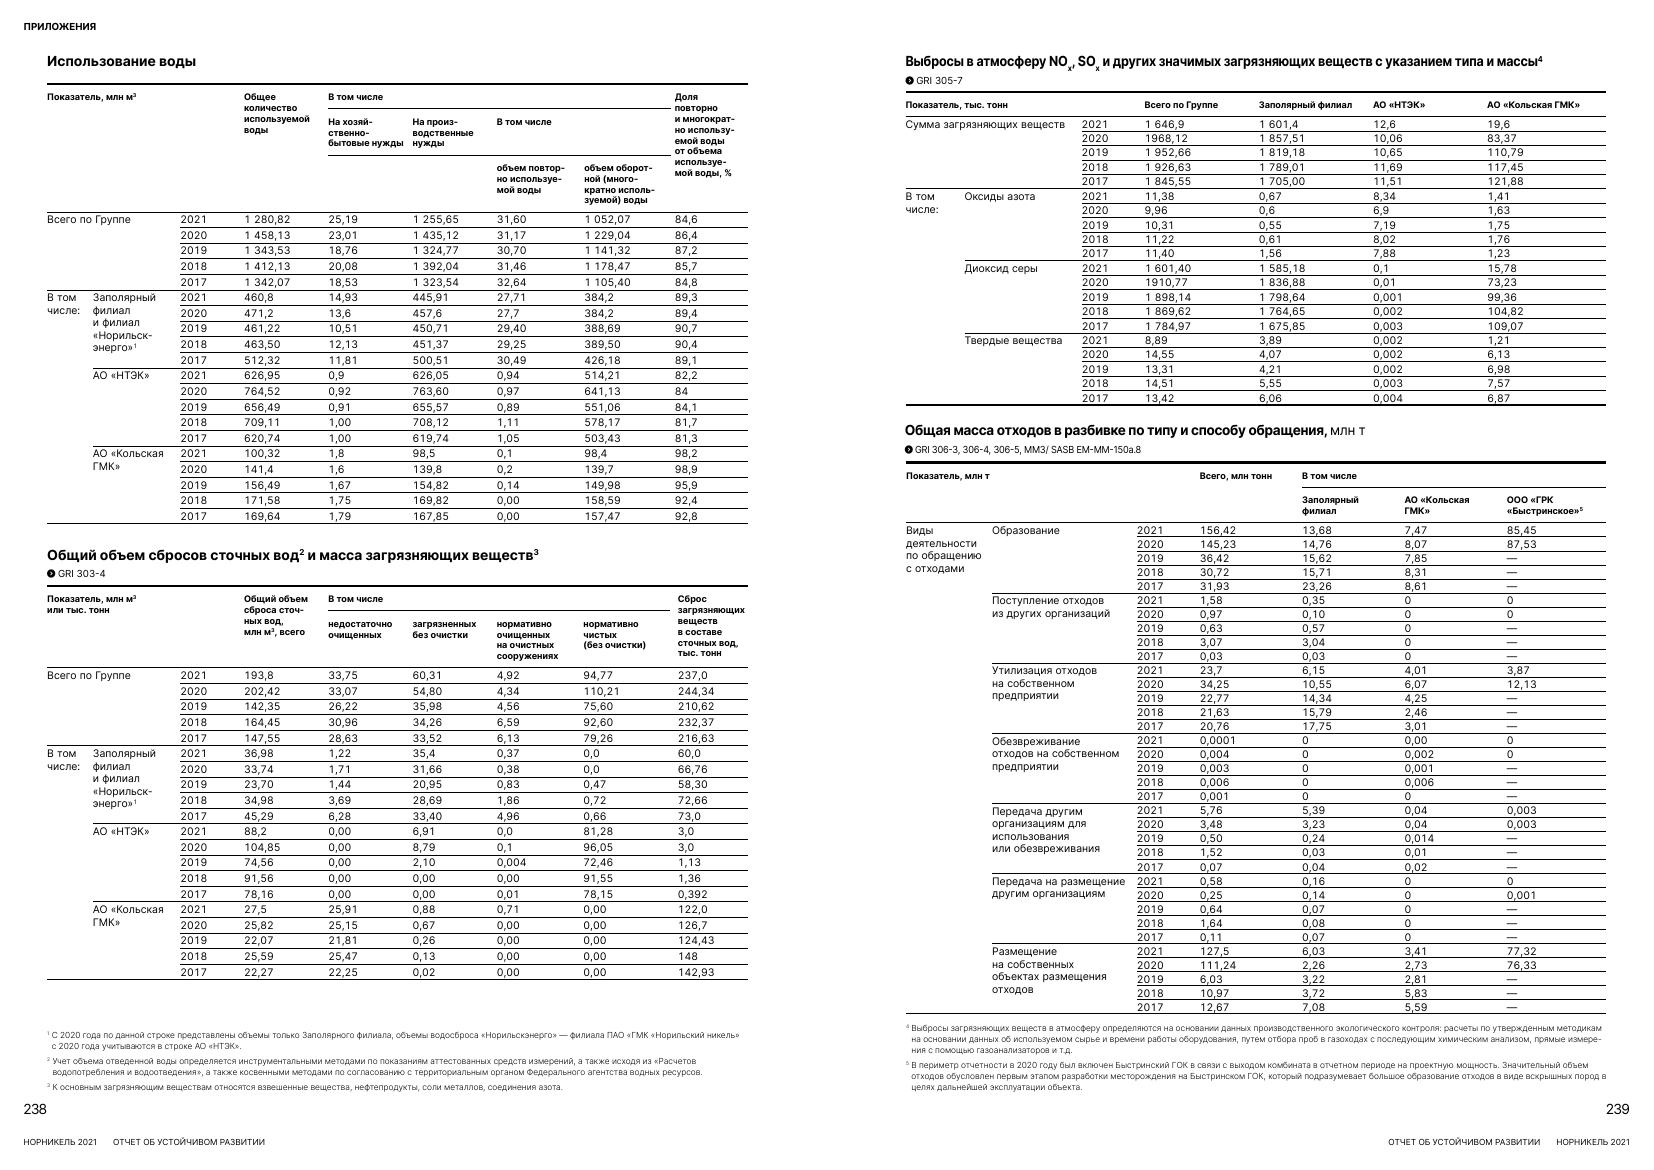 ПРИЛОЖЕНИЯ
Использование воды
Показатель, млн м³ Общее количество используемой воды В том числе Доля повторно и многократ-но использу-емой воды от объема используе-мой воды, %
На хозяй-ственно-бытовые нужды На произ-водственные нужды В том числе
объем повтор-но используе-мой воды объем оборот-ной (много-кратно исполь-зуемой) воды
Всего по Группе 2021 1 280,82 25,19 1 255,65 31,60 1 052,07 84,6
2020 1 458,13 23,01 1 435,12 31,17 1 229,04 86,4
2019 1 343,53 18,76 1 324,77 30,70 1 141,32 87,2
2018 1 412,13 20,08 1 392,04 31,46 1 178,47 85,7
2017 1 342,07 18,53 1 323,54 32,64 1 105,40 84,8
В том числе: Заполярный филиал и филиал «Норильск-энерго»¹ 2021 460,8 14,93 445,91 27,71 384,2 89,3
2020 471,2 13,6 457,6 27,7 384,2 89,4
2019 461,22 10,51 450,71 29,40 388,69 90,7
2018 463,50 12,13 451,37 29,25 389,50 90,4
2017 512,32 11,81 500,51 30,49 426,18 89,1
АО «НТЭК» 2021 626,95 0,9 626,05 0,94 514,21 82,2
2020 764,52 0,92 763,60 0,97 641,13 84
2019 656,49 0,91 655,57 0,89 551,06 84,1
2018 709,11 1,00 708,12 1,11 578,17 81,7
2017 620,74 1,00 619,74 1,05 503,43 81,3
АО «Кольская ГМК» 2021 100,32 1,8 98,5 0,1 98,4 98,2
2020 141,4 1,6 139,8 0,2 139,7 98,9
2019 156,49 1,67 154,82 0,14 149,98 95,9
2018 171,58 1,75 169,82 0,00 158,59 92,4
2017 169,64 1,79 167,85 0,00 157,47 92,8
Общий объем сбросов сточных вод² и масса загрязняющих веществ³
GRI 303-4
Показатель, млн м³ или тыс. тонн Общий объем сброса сточ-ных вод, млн м³, всего В том числе Сброс загрязняющих веществ в составе сточных вод, тыс. тонн
недостаточно очищенных загрязненных без очистки нормативно очищенных на очистных сооружениях нормативно чистых (без очистки)
Всего по Группе 2021 193,8 33,75 60,31 4,92 94,77 237,0
2020 202,42 33,07 54,80 4,34 110,21 244,34
2019 142,35 26,22 35,98 4,56 75,60 210,62
2018 164,45 30,96 34,26 6,59 92,60 232,37
2017 147,55 28,63 33,52 6,13 79,26 216,63
В том числе: Заполярный филиал и филиал «Норильск-энерго»¹ 2021 36,98 1,22 35,4 0,37 0,0 60,0
2020 33,74 1,71 31,66 0,38 0,0 66,76
2019 23,70 1,44 20,95 0,83 0,47 58,30
2018 34,98 3,69 28,69 1,86 0,72 72,66
2017 45,29 6,28 33,40 4,96 0,66 73,0
АО «НТЭК» 2021 88,2 0,00 6,91 0,0 81,28 3,0
2020 104,85 0,00 8,79 0,1 96,05 3,0
2019 74,56 0,00 2,10 0,004 72,46 1,13
2018 91,56 0,00 0,00 0,00 91,55 1,36
2017 78,16 0,00 0,00 0,01 78,15 0,392
АО «Кольская ГМК» 2021 27,5 25,91 0,88 0,71 0,00 122,0
2020 25,82 25,15 0,67 0,00 0,00 126,7
2019 22,07 21,81 0,26 0,00 0,00 124,43
2018 25,59 25,47 0,13 0,00 0,00 148
2017 22,27 22,25 0,02 0,00 0,00 142,93
¹ С 2020 года по данной строке представлены объемы только Заполярного филиала, объемы водосброса «Норильскэнерго» — филиала ПАО «ГМК «Норильский никель»
с 2020 года учитываются в строке АО «НТЭК».
² Учет объема отведенной воды определяется инструментальными методами по показаниям аттестованных средств измерений, а также исходя из «Расчетов
водопотребления и водоотведения», а также косвенными методами по согласованию с территориальным органом Федерального агентства водных ресурсов.
³ К основным загрязняющим веществам относятся взвешенные вещества, нефтепродукты, соли металлов, соединения азота.
238
НОРНИКЕЛЬ 2021 ОТЧЕТ ОБ УСТОЙЧИВОМ РАЗВИТИИ
Выбросы в атмосферу NOx, SOx и других значимых загрязняющих веществ с указанием типа и массы⁴
GRI 305-7
Показатель, тыс. тонн Всего по Группе Заполярный филиал АО «НТЭК» АО «Кольская ГМК»
Сумма загрязняющих веществ 2021 1 646,9 1 601,4 12,6 19,6
2020 1968,12 1 857,51 10,06 83,37
2019 1 952,66 1 819,18 10,65 110,79
2018 1 926,63 1 789,01 11,69 117,45
2017 1 845,55 1 705,00 11,51 121,88
В том числе: Оксиды азота 2021 11,38 0,67 8,34 1,41
2020 9,96 0,6 6,9 1,63
2019 10,31 0,55 7,19 1,75
2018 11,22 0,61 8,02 1,76
2017 11,40 1,56 7,88 1,23
Диоксид серы 2021 1 601,40 1 585,18 0,1 15,78
2020 1910,77 1 836,88 0,01 73,23
2019 1 898,14 1 798,64 0,001 99,36
2018 1 869,62 1 764,65 0,002 104,82
2017 1 784,97 1 675,85 0,003 109,07
Твердые вещества 2021 8,89 3,89 0,002 1,21
2020 14,55 4,07 0,002 6,13
2019 13,31 4,21 0,002 6,98
2018 14,51 5,55 0,003 7,57
2017 13,42 6,06 0,004 6,87
Общая масса отходов в разбивке по типу и способу обращения, млн т
GRI 306-3, 306-4, 306-5, ММ3/ SASB EM-MM-150a.8
Показатель, млн т Всего, млн тонн В том числе
Заполярный филиал АО «Кольская ГМК» ООО «ГРК «Быстринское»⁵
Виды деятельности по обращению с отходами Образование 2021 156,42 13,68 7,47 85,45
2020 145,23 14,76 8,07 87,53
2019 36,42 15,62 7,85 —
2018 30,72 15,71 8,31 —
2017 31,93 23,26 8,61 —
Поступление отходов из других организаций 2021 1,58 0,35 0 0
2020 0,97 0,10 0 0
2019 0,63 0,57 0 —
2018 3,07 3,04 0 —
2017 0,03 0,03 0 —
Утилизация отходов на собственном предприятии 2021 23,7 6,15 4,01 3,87
2020 34,25 10,55 6,07 12,13
2019 22,77 14,34 4,25 —
2018 21,63 15,79 2,46 —
2017 20,76 17,75 3,01 —
Обезвреживание отходов на собственном предприятии 2021 0,0001 0 0,00 0
2020 0,004 0 0,002 0
2019 0,003 0 0,001 —
2018 0,006 0 0,006 —
2017 0,001 0 0 —
Передача другим организациям для использования или обезвреживания 2021 5,76 5,39 0,04 0,003
2020 3,48 3,23 0,04 0,003
2019 0,50 0,24 0,014 —
2018 1,52 0,03 0,01 —
2017 0,07 0,04 0,02 —
Передача на размещение другим организациям 2021 0,58 0,16 0 0
2020 0,25 0,14 0 0,001
2019 0,64 0,07 0 —
2018 1,64 0,08 0 —
2017 0,11 0,07 0 —
Размещение на собственных объектах размещения отходов 2021 127,5 6,03 3,41 77,32
2020 111,24 2,26 2,73 76,33
2019 6,03 3,22 2,81 —
2018 10,97 3,72 5,83 —
2017 12,67 7,08 5,59 —
⁴ Выбросы загрязняющих веществ в атмосферу определяются на основании данных производственного экологического контроля: расчеты по утвержденным методикам
на основании данных об используемом сырье и времени работы оборудования, путем отбора проб в газоходах с последующим химическим анализом, прямые измере-
ния с помощью газоанализаторов и т.д.
⁵ В периметр отчетности в 2020 году был включен Быстринский ГОК в связи с выходом комбината в отчетном периоде на проектную мощность. Значительный объем
отходов обусловлен первым этапом разработки месторождения на Быстринском ГОК, который подразумевает большое образование отходов в виде вскрышных пород в
целях дальнейшей эксплуатации объекта.
239
ОТЧЕТ ОБ УСТОЙЧИВОМ РАЗВИТИИ НОРНИКЕЛЬ 2021